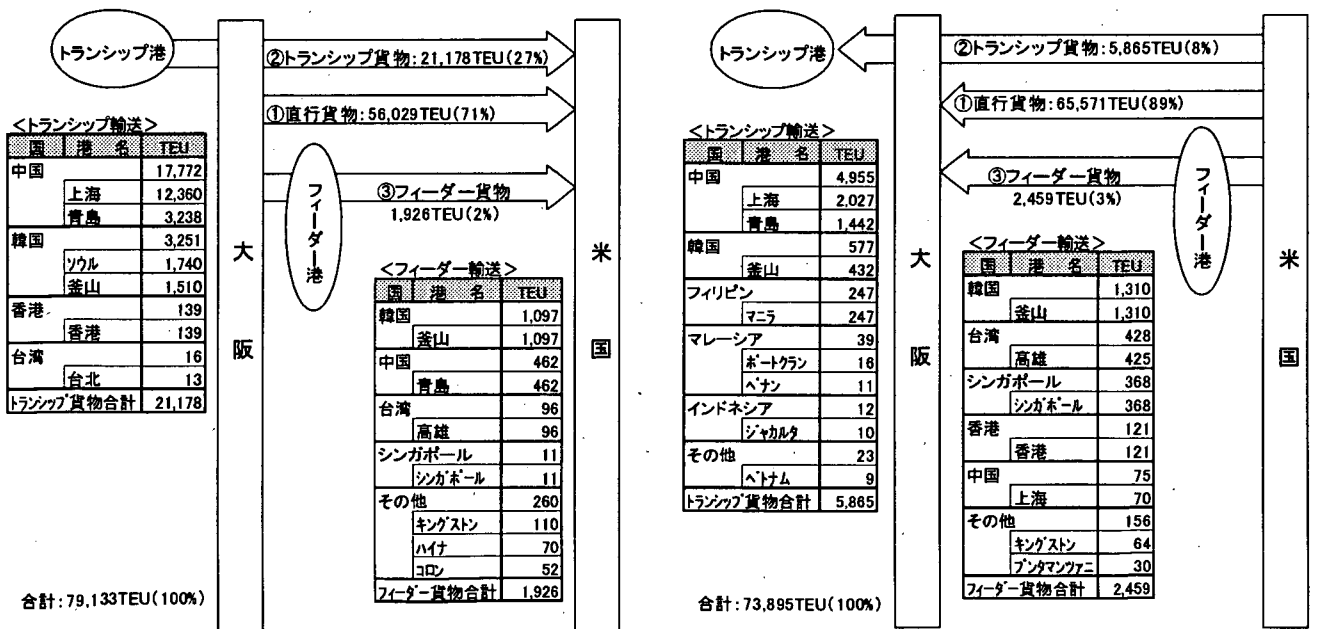 トランシップ港
②トランシップ貨物:21,178TEU(27%)
①直行貨物:56,029TEU(71%)
<トランシップ輸送>
国 港 名 TEU
中国 17,772
上海 12,360
青島 3,238
韓国 3,251
ソウル 1,740
釜山 1,510
香港 139
香港 139
台湾 16
台北 13
トランシップ貨物合計 21,178
大阪
フィーダー港
③フィーダー貨物
1,926TEU(2%)
<フィーダー輸送>
国 港 名 TEU
韓国 1,097
釜山 1,097
中国 462
青島 462
台湾 96
高雄 96
シンガポール 11
シンガポール 11
その他 260
キングストン 110
ハイナ 70
コロン 52
フィーダー貨物合計 1,926
米国
合計:79,133TEU(100%)
トランシップ港
②トランシップ貨物:5,865TEU(8%)
①直行貨物:65,571TEU(89%)
<トランシップ輸送>
国 港 名 TEU
中国 4,955
上海 2,027
青島 1,442
韓国 577
釜山 432
フィリピン 247
マニラ 247
マレーシア 39
ポートクラン 16
ペナン 11
インドネシア 12
ジャカルタ 10
その他 23
ベトナム 9
トランシップ貨物合計 5,865
大阪
③フィーダー貨物
2,459TEU(3%)
フィーダー港
<フィーダー輸送>
国 港 名 TEU
韓国 1,310
釜山 1,310
台湾 428
高雄 425
シンガポール 368
シンガポール 368
香港 121
香港 121
中国 75
上海 70
その他 156
キングストン 64
プンタマンツァニ 30
フィーダー貨物合計 2,459
米国
合計:73,895TEU(100%)